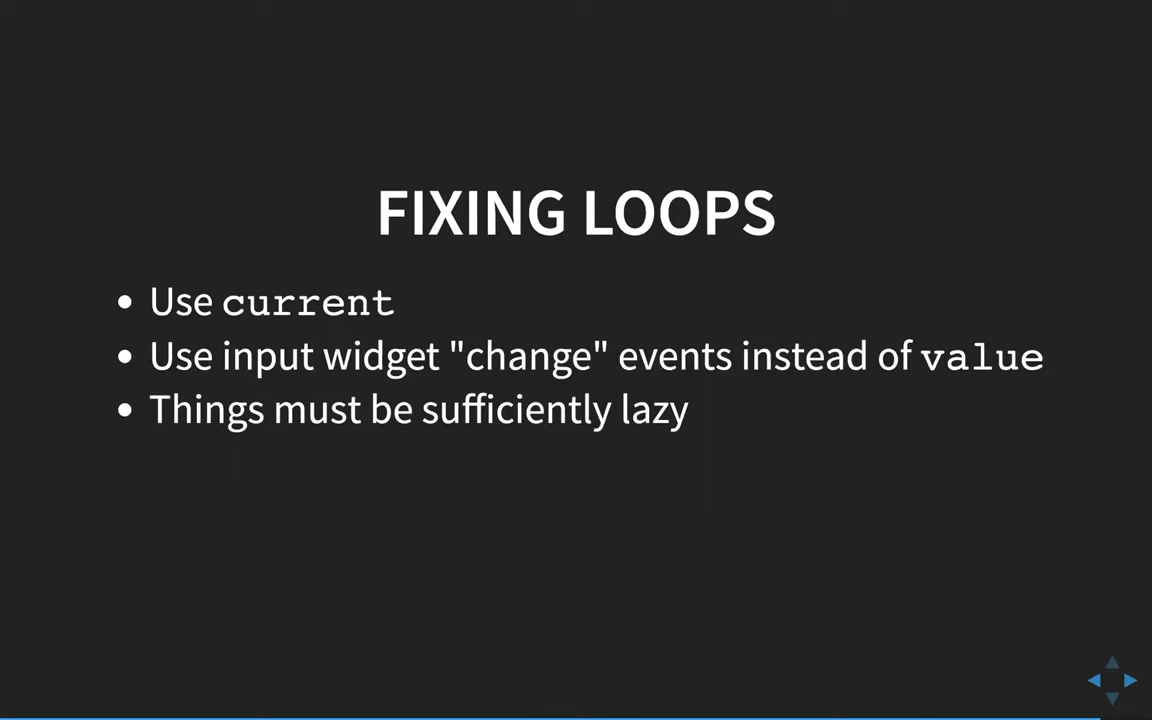 FIXING LOOPS
• Use current
• Use input widget "change" events instead of value
• Things must be sufficiently lazy